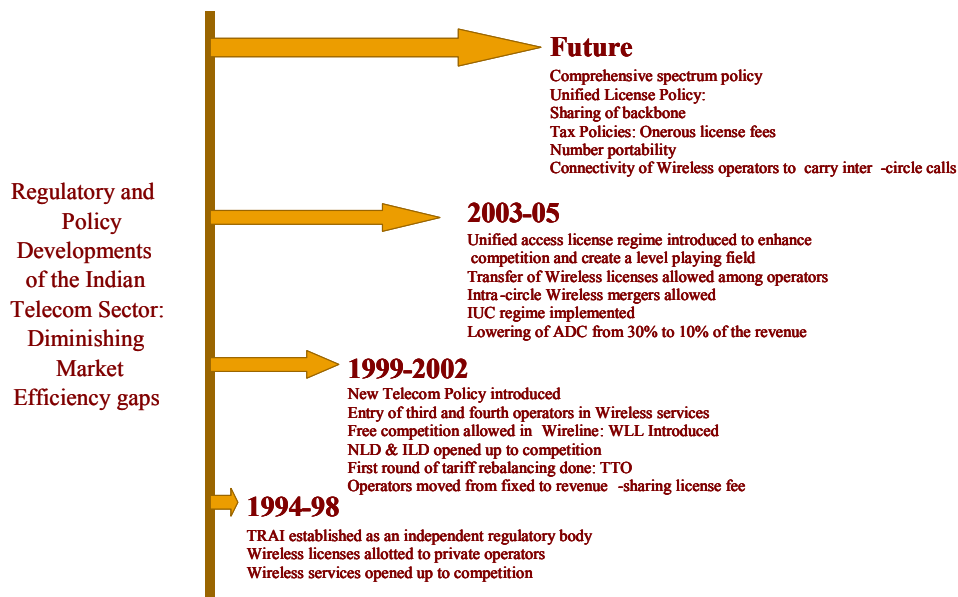 Regulatory and
Policy
Developments
of the Indian
Telecom Sector:
Diminishing
Market
Efficiency gaps
Future
Comprehensive spectrum policy
Unified License Policy:
Sharing of backbone
Tax Policies: Onerous license fees
Number portability
Connectivity of Wireless operators to carry inter -circle calls
2003-05
Unified access license regime introduced to enhance
competition and create a level playing field
Transfer of Wireless licenses allowed among operators
Intra-circle Wireless mergers allowed
IUC regime implemented
Lowering of ADC from 30% to 10% of the revenue
1999-2002
New Telecom Policy introduced
Entry of third and fourth operators in Wireless services
Free competition allowed in Wireline: WLL Introduced
NLD & ILD opened up to competition
First round of tariff rebalancing done: TTO
Operators moved from fixed to revenue -sharing license fee
1994-98
TRAI established as an independent regulatory body
Wireless licenses allotted to private operators
Wireless services opened up to competition